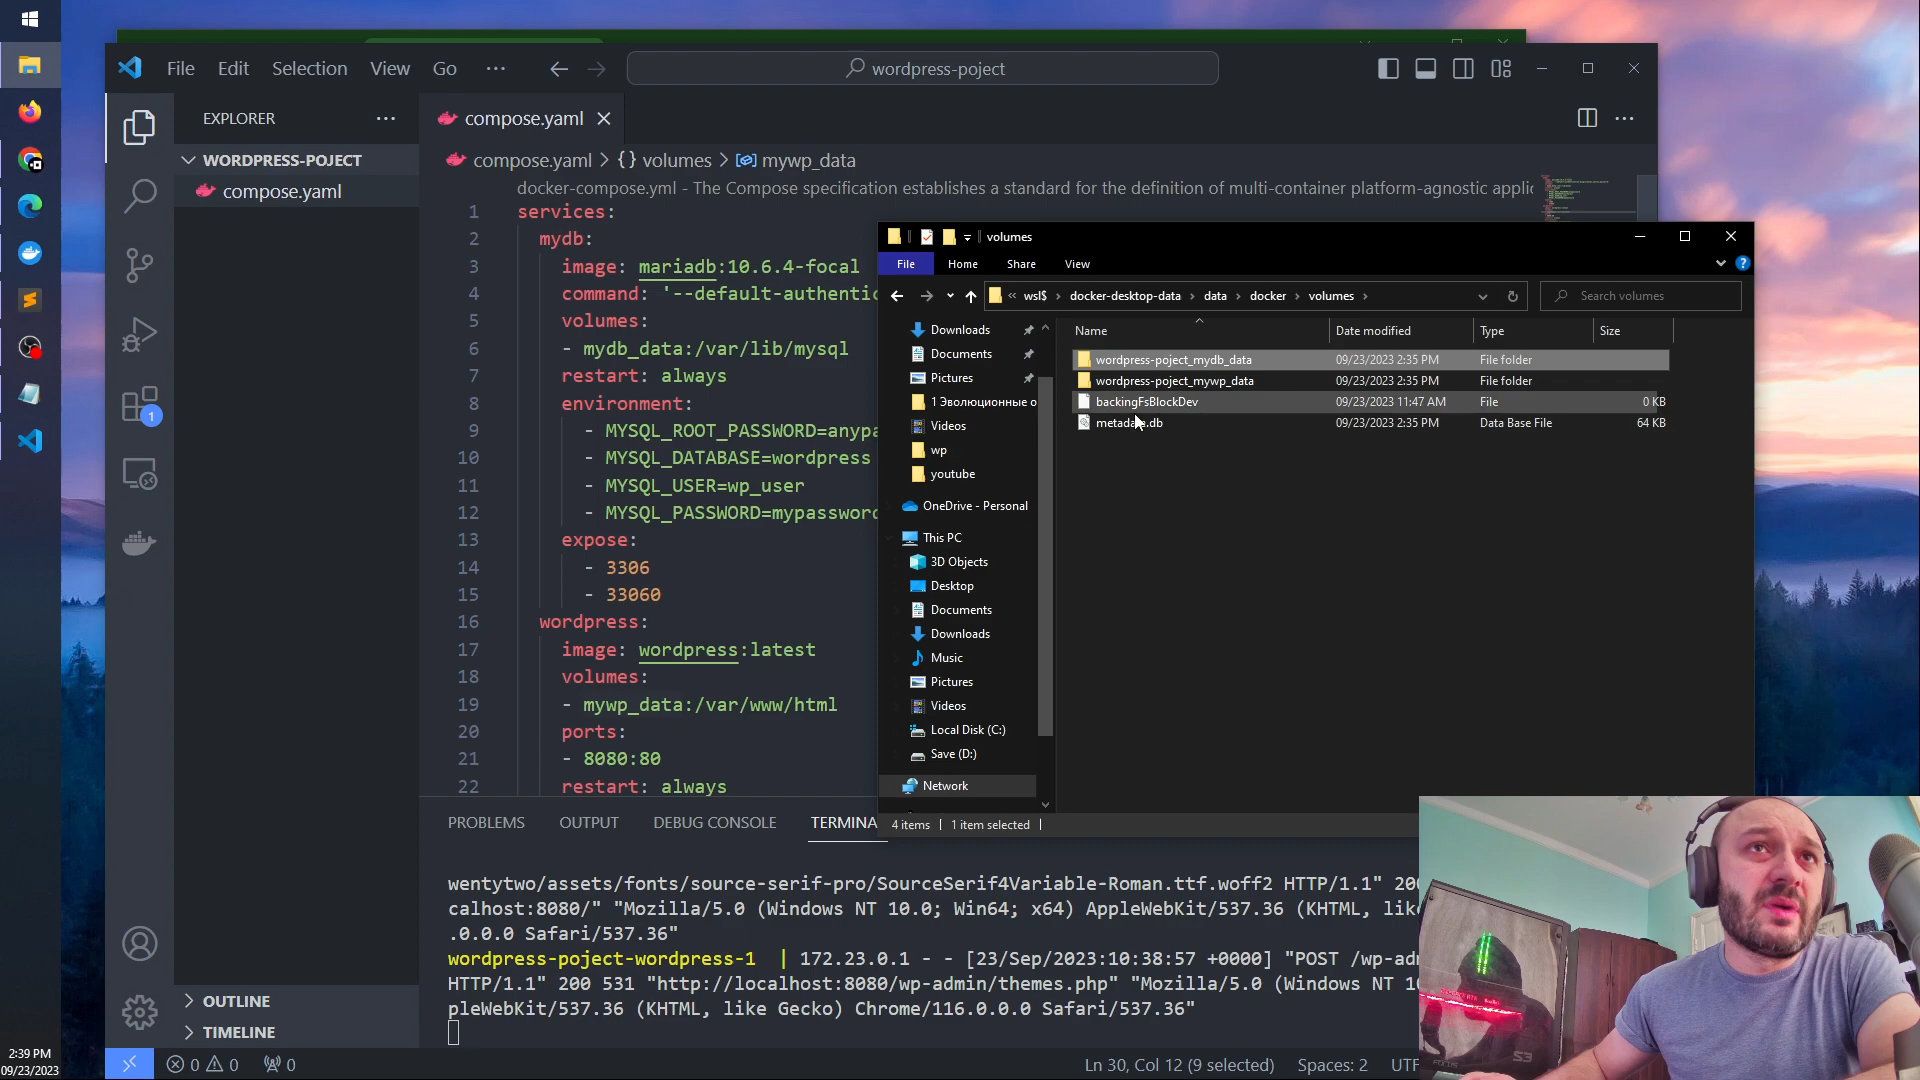 File Edit Selection View Go
wordpress-poject
EXPLORER
WORDPRESS-POJECT
compose.yaml
compose.yaml
compose.yaml > {} volumes > mywp_data
docker-compose.yml - The Compose specification establishes a standard for the definition of multi-container platform-agnostic applic
1 services:
2 mydb:
3 image: mariadb:10.6.4-focal
4 command: '--default-authentic
5 volumes:
6 - mydb_data:/var/lib/mysql
7 restart: always
8 environment:
9 - MYSQL_ROOT_PASSWORD=anypa
10 - MYSQL_DATABASE=wordpress
11 - MYSQL_USER=wp_user
12 - MYSQL_PASSWORD=mypassword
13 expose:
14 - 3306
15 - 33060
16 wordpress:
17 image: wordpress:latest
18 volumes:
19 - mywp_data:/var/www/html
20 ports:
21 - 8080:80
22 restart: always
volumes
File Home Share View
« wsl$ › docker-desktop-data › data › docker › volumes ›
Search volumes
Name Date modified Type Size
wordpress-poject_mydb_data 09/23/2023 2:35 PM File folder
wordpress-poject_mywp_data 09/23/2023 2:35 PM File folder
backingFsBlockDev 09/23/2023 11:47 AM File 0 KB
09/23/2023 2:35 PM Data Base File 64 KB
Downloads
Documents
Pictures
1 Эволюционные о
Videos
wp
youtube
OneDrive - Personal
This PC
3D Objects
Desktop
Documents
Downloads
Music
Pictures
Videos
Local Disk (C:)
Save (D:)
Network
4 items 1 item selected
PROBLEMS OUTPUT DEBUG CONSOLE TERMINA
wentytwo/assets/fonts/source-serif-pro/SourceSerif4Variable-Roman.ttf.woff2 HTTP/1.1" 200
calhost:8080/" "Mozilla/5.0 (Windows NT 10.0; Win64; x64) AppleWebKit/537.36 (KHTML, like
.0.0.0 Safari/537.36"
wordpress-poject-wordpress-1 | 172.23.0.1 - - [23/Sep/2023:10:38:57 +0000] "POST /wp-adm
HTTP/1.1" 200 531 "http://localhost:8080/wp-admin/themes.php" "Mozilla/5.0 (Windows NT 1
pleWebKit/537.36 (KHTML, like Gecko) Chrome/116.0.0.0 Safari/537.36"
OUTLINE
TIMELINE
1
0 0 0
Ln 30, Col 12 (9 selected) Spaces: 2 UTF
2:39 PM
09/23/2023